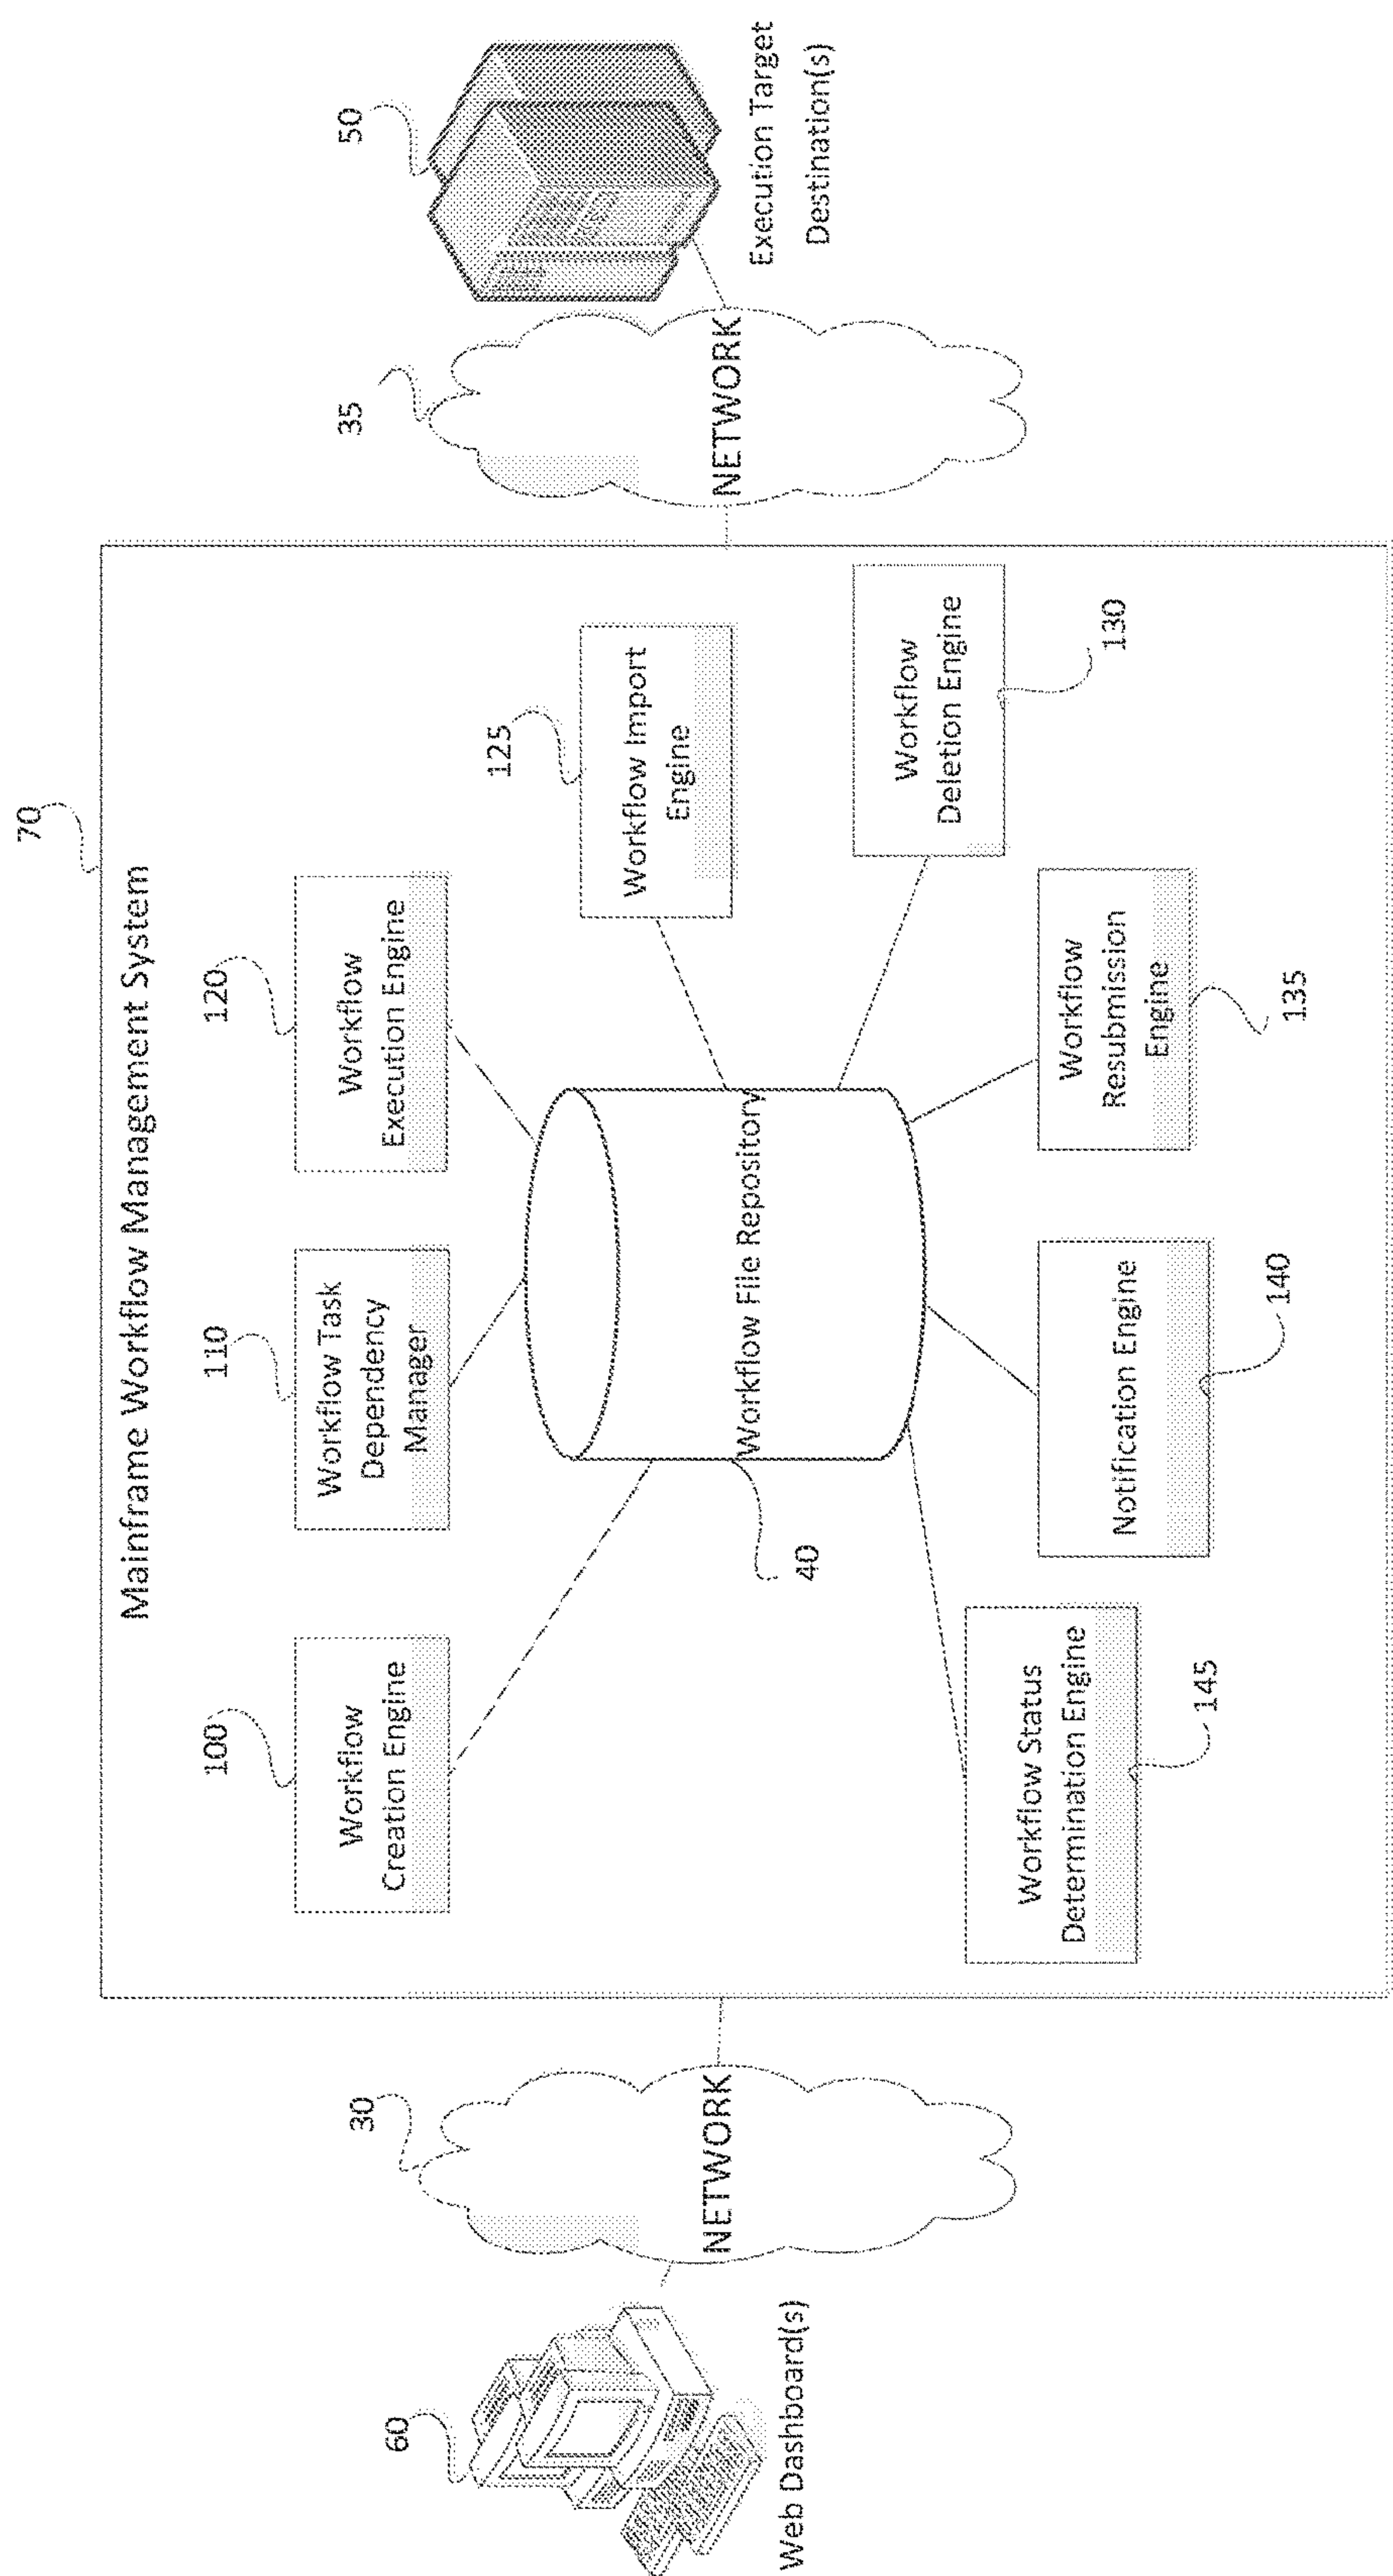 70
Mainframe Workflow Management System
100
Workflow
Creation Engine
110
Workflow Task
Dependency
Manager
120
Workflow
Execution Engine
125
Workflow Import
Engine
60
Web Dashboard(s)
30
NETWORK
40
Workflow File Repository
35
NETWORK
50
Execution Target
Destination(s)
Workflow
Deletion Engine
130
Workflow Status
Determination Engine
145
Notification Engine
140
Workflow
Resubmission
Engine
135